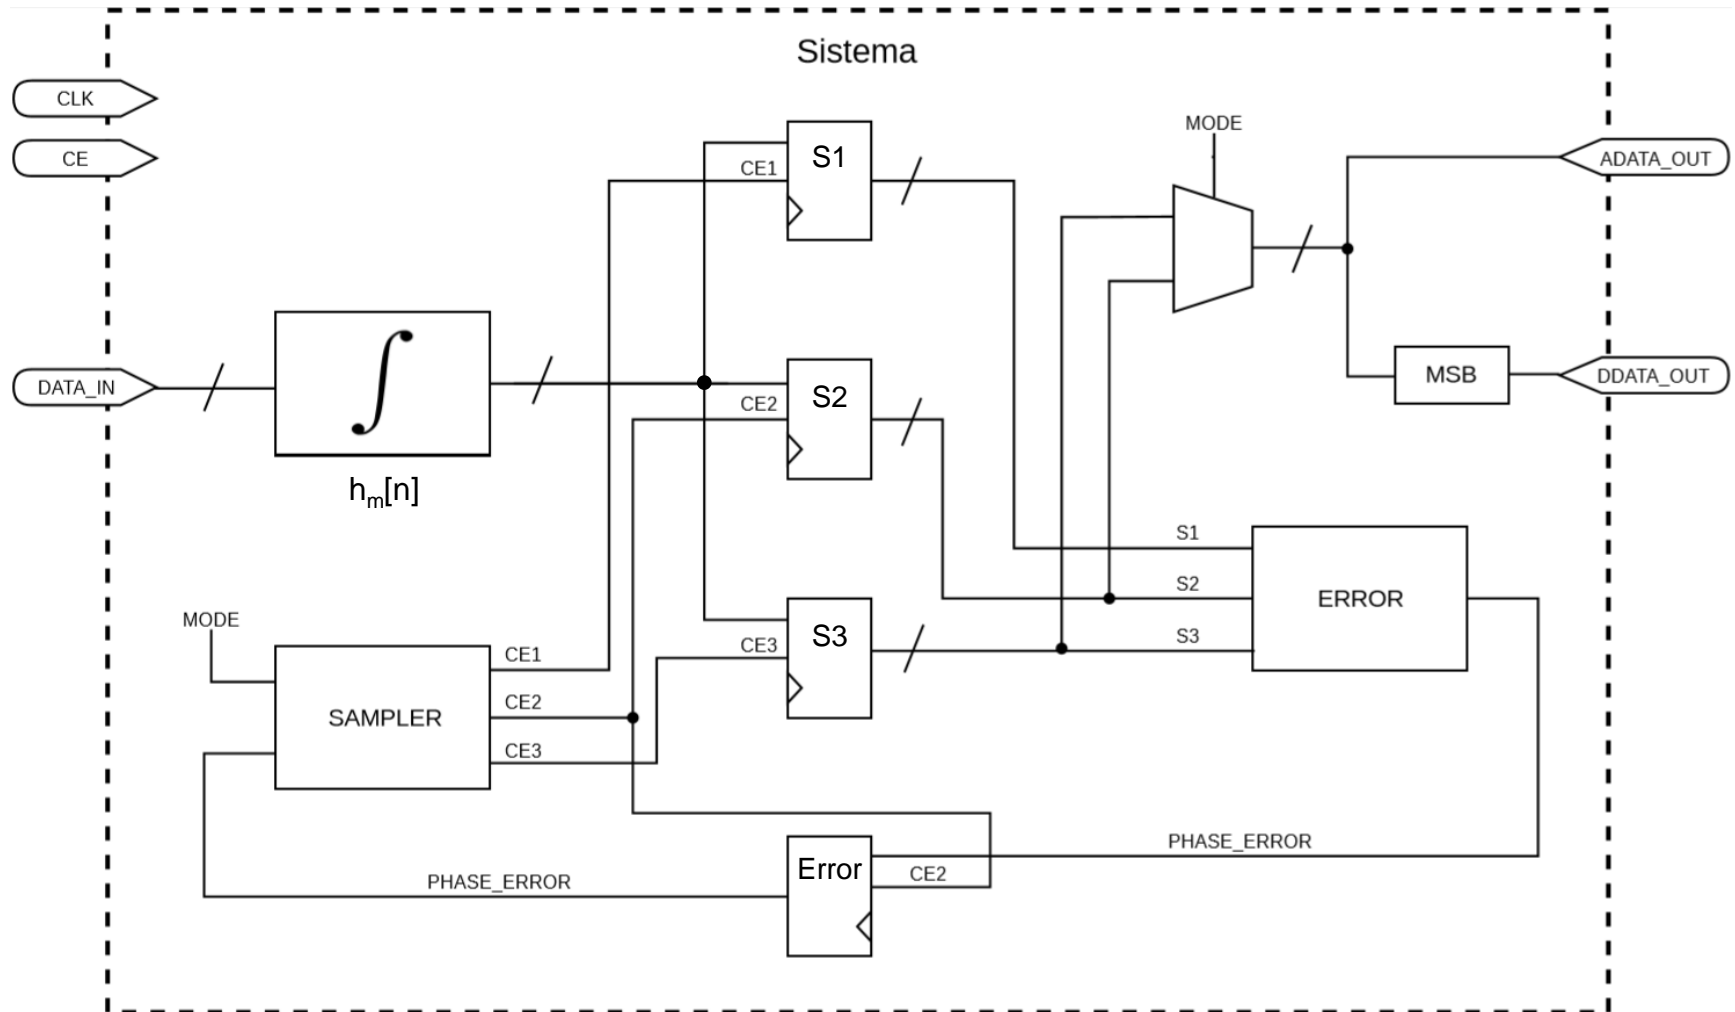 Sistema
CLK
CE
MODE
ADATA_OUT
S1
CE1
DATA_IN
∫
hm[n]
S2
CE2
MSB
DDATA_OUT
S1
S2
S3
ERROR
S3
CE3
MODE
SAMPLER
CE1
CE2
CE3
PHASE_ERROR
Error
CE2
PHASE_ERROR